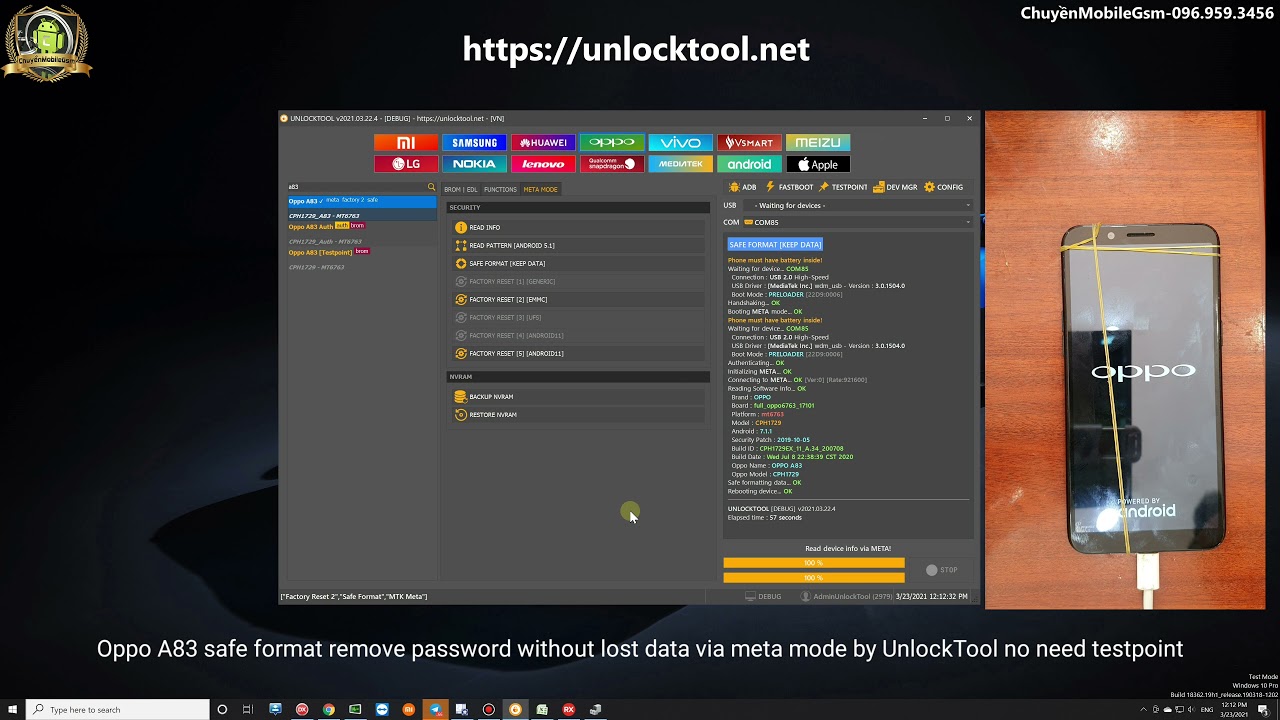 ChuyềnMobileGsm-096.959.3456
ChuyềnMobileGsm
https://unlocktool.net
UNLOCKTOOL v2021.03.22.4 - [DEBUG] - https://unlocktool.net - [VN]
SAMSUNG
HUAWEI
oppo
vivo
VSMART
MEIZU
LG
NOKIA
lenovo
Qualcomm
snapdragon
MEDIATEK
android
Apple
a83
Oppo A83 ✓ meta factory 2 safe
CPH1729_A83 - MT6763
Oppo A83 Auth auth brom
CPH1729_Auth - MT6763
Oppo A83 [Testpoint] brom
CPH1729 - MT6763
BROM | EDL FUNCTIONS META MODE
SECURITY
READ INFO
READ PATTERN [ANDROID 5.1]
SAFE FORMAT [KEEP DATA]
FACTORY RESET [1] [GENERIC]
FACTORY RESET [2] [EMMC]
FACTORY RESET [3] [UFS]
FACTORY RESET [4] [ANDROID11]
FACTORY RESET [5] [ANDROID11]
NVRAM
BACKUP NVRAM
RESTORE NVRAM
ADB FASTBOOT TESTPOINT DEV MGR CONFIG
USB - Waiting for devices -
COM COM85
SAFE FORMAT [KEEP DATA]
Phone must have battery inside!
Waiting for device... COM85
Connection : USB 2.0 High-Speed
USB Driver : [MediaTek Inc.] wdm_usb - Version : 3.0.1504.0
Boot Mode : PRELOADER [22D9:0006]
Handshaking... OK
Booting META mode... OK
Phone must have battery inside!
Waiting for device... COM85
Connection : USB 2.0 High-Speed
USB Driver : [MediaTek Inc.] wdm_usb - Version : 3.0.1504.0
Boot Mode : PRELOADER [22D9:0006]
Authenticating... OK
Initializing META... OK
Connecting to META... OK [Ver:0] [Rate:921600]
Reading Software Info... OK
Brand : OPPO
Board : full_oppo6763_17101
Platform : mt6763
Model : CPH1729
Android : 7.1.1
Security Patch : 2019-10-05
Build ID : CPH1729EX_11_A.34_200708
Build Date : Wed Jul 8 22:38:39 CST 2020
Oppo Name : OPPO A83
Oppo Model : CPH1729
Safe formatting data... OK
Rebooting device... OK
UNLOCKTOOL [DEBUG] v2021.03.22.4
Elapsed time : 57 seconds
Read device info via META!
100 %
100 %
STOP
["Factory Reset 2","Safe Format","MTK Meta"]
DEBUG AdminUnlockTool (2979) 3/23/2021 12:12:32 PM
oppo
POWERED BY
android
Oppo A83 safe format remove password without lost data via meta mode by UnlockTool no need testpoint
Test Mode
Windows 10 Pro
Build 18362.19h1_release.190318-1202
Type here to search
ENG
12:12 PM
3/23/2021